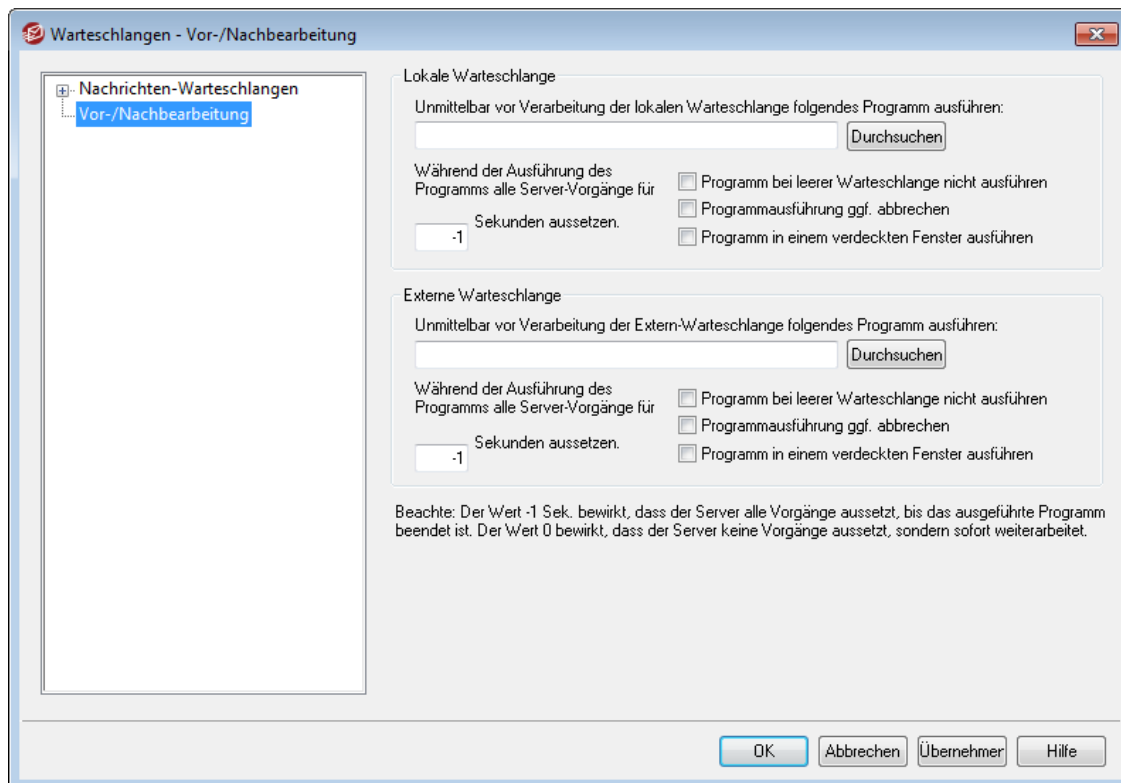 Warteschlangen - Vor-/Nachbearbeitung
Nachrichten-Warteschlangen
Vor-/Nachbearbeitung
Lokale Warteschlange
Unmittelbar vor Verarbeitung der lokalen Warteschlange folgendes Programm ausführen:
Durchsuchen
Während der Ausführung des
Programms alle Server-Vorgänge für
-1 Sekunden aussetzen.
Programm bei leerer Warteschlange nicht ausführen
Programmausführung ggf. abbrechen
Programm in einem verdeckten Fenster ausführen
Externe Warteschlange
Unmittelbar vor Verarbeitung der Extern-Warteschlange folgendes Programm ausführen:
Durchsuchen
Während der Ausführung des
Programms alle Server-Vorgänge für
-1 Sekunden aussetzen.
Programm bei leerer Warteschlange nicht ausführen
Programmausführung ggf. abbrechen
Programm in einem verdeckten Fenster ausführen
Beachte: Der Wert -1 Sek. bewirkt, dass der Server alle Vorgänge aussetzt, bis das ausgeführte Programm
beendet ist. Der Wert 0 bewirkt, dass der Server keine Vorgänge aussetzt, sondern sofort weiterarbeitet.
OK
Abbrechen
Übernehmer
Hilfe